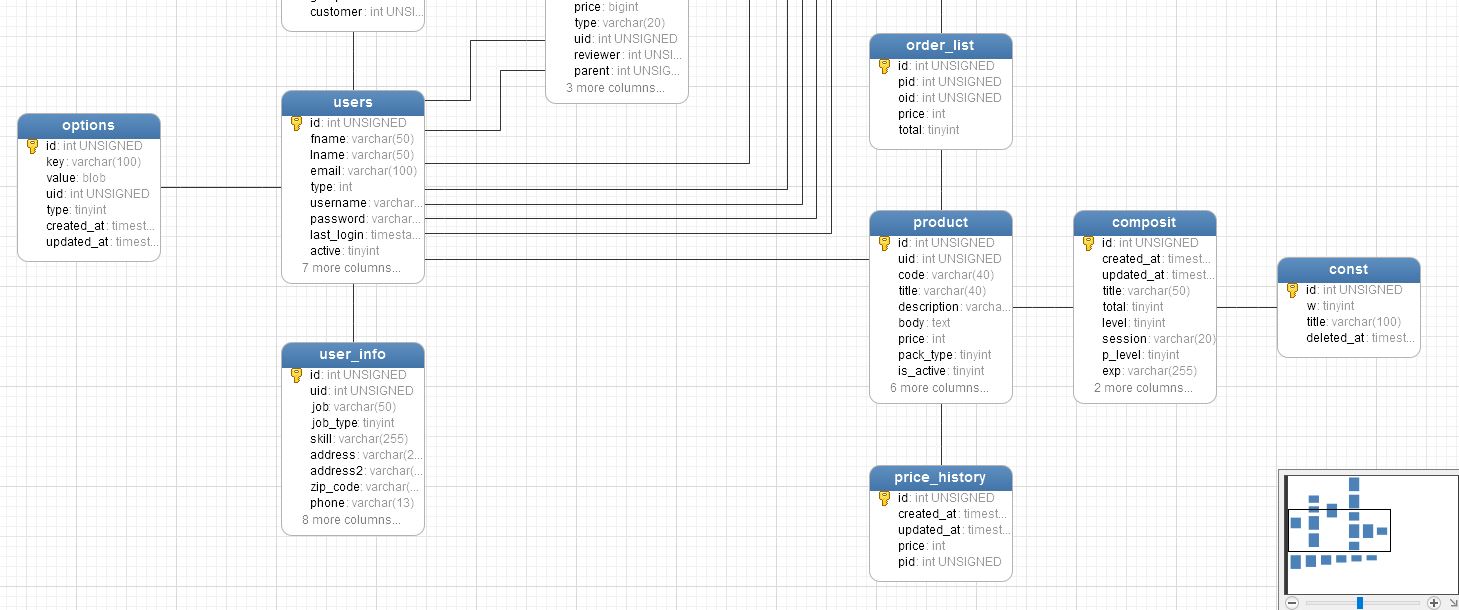 customer: int UNSI...
price: bigint
type: varchar(20)
uid: int UNSIGNED
reviewer: int UNSI...
parent: int UNSIG...
3 more columns...
order_list
id: int UNSIGNED
pid: int UNSIGNED
oid: int UNSIGNED
price: int
total: tinyint
options
id: int UNSIGNED
key: varchar(100)
value: blob
uid: int UNSIGNED
type: tinyint
created_at: timest...
updated_at: timest...
users
id: int UNSIGNED
fname: varchar(50)
lname: varchar(50)
email: varchar(100)
type: int
username: varchar...
password: varchar...
last_login: timesta...
active: tinyint
7 more columns...
product
id: int UNSIGNED
uid: int UNSIGNED
code: varchar(40)
title: varchar(40)
description: varcha...
body: text
price: int
pack_type: tinyint
is_active: tinyint
6 more columns...
composit
id: int UNSIGNED
created_at: timest...
updated_at: timest...
title: varchar(50)
total: tinyint
level: tinyint
session: varchar(20)
p_level: tinyint
exp: varchar(255)
2 more columns...
const
id: int UNSIGNED
w: tinyint
title: varchar(100)
deleted_at: timest...
user_info
id: int UNSIGNED
uid: int UNSIGNED
job: varchar(50)
job_type: tinyint
skill: varchar(255)
address: varchar(2...
address2: varchar(...
zip_code: varchar(...
phone: varchar(13)
8 more columns...
price_history
id: int UNSIGNED
created_at: timest...
updated_at: timest...
price: int
pid: int UNSIGNED